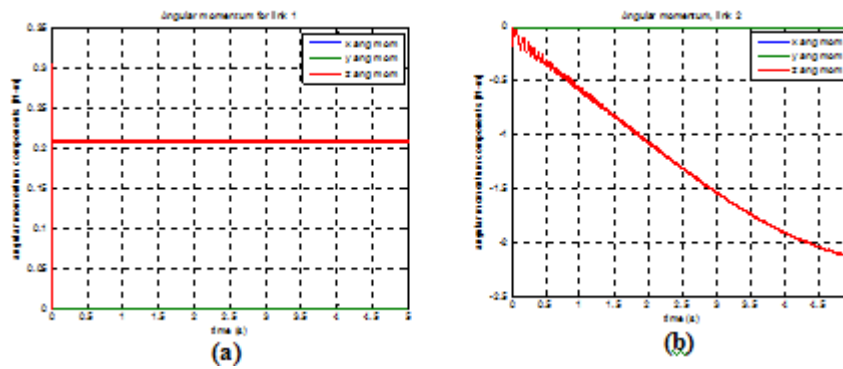 Angular momentum for link 1
0.35
0.3
0.25
0.2
0.15
0.1
0.05
0
0 0.5 1 1.5 2 2.5 3 3.5 4 4.5 5
time (s)
angular momentum components [N-m]
x ang mom
y ang mom
z ang mom
(a)
Angular momentum, link 2
0
-0.5
-1
-1.5
-2
-2.5
0 0.5 1 1.5 2 2.5 3 3.5 4 4.5
time (s)
angular momentum components [N-m]
x ang mom
y ang mom
z ang mom
(b)